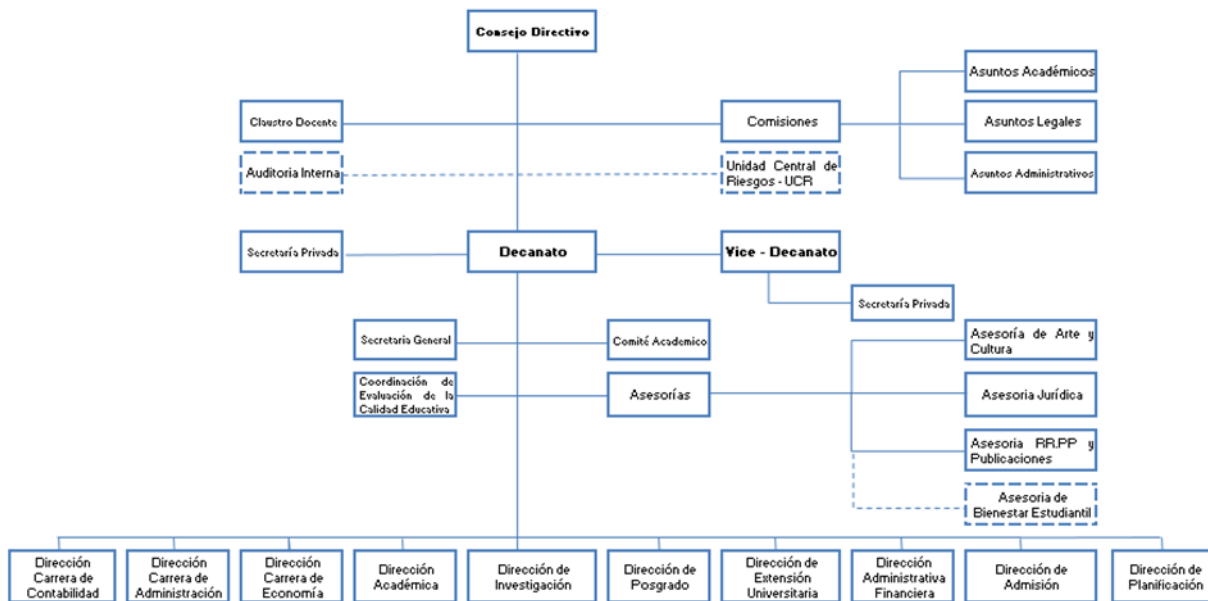 Consejo Directivo
Asuntos Académicos
Claustro Docente
Comisiones
Asuntos Legales
Auditoria Interna
Unidad Central de
Riesgos - UCR
Asuntos Administrativos
Secretaría Privada
Decanato
Vice - Decanato
Secretaría Privada
Secretaria General
Comité Academico
Asesoría de Arte y
Cultura
Coordinación de
Evaluación de la
Calidad Educativa
Asesorías
Asesoria Jurídica
Asesoria RR.PP y
Publicaciones
Asesoria de
Bienestar Estudiantil
Dirección
Carrera de
Contabilidad
Dirección
Carrera de
Administración
Dirección
Carrera de
Economía
Dirección
Académica
Dirección de
Investigación
Dirección de
Posgrado
Dirección de
Extensión
Universitaria
Dirección
Administrativa
Financiera
Dirección de
Admisión
Dirección de
Planificación